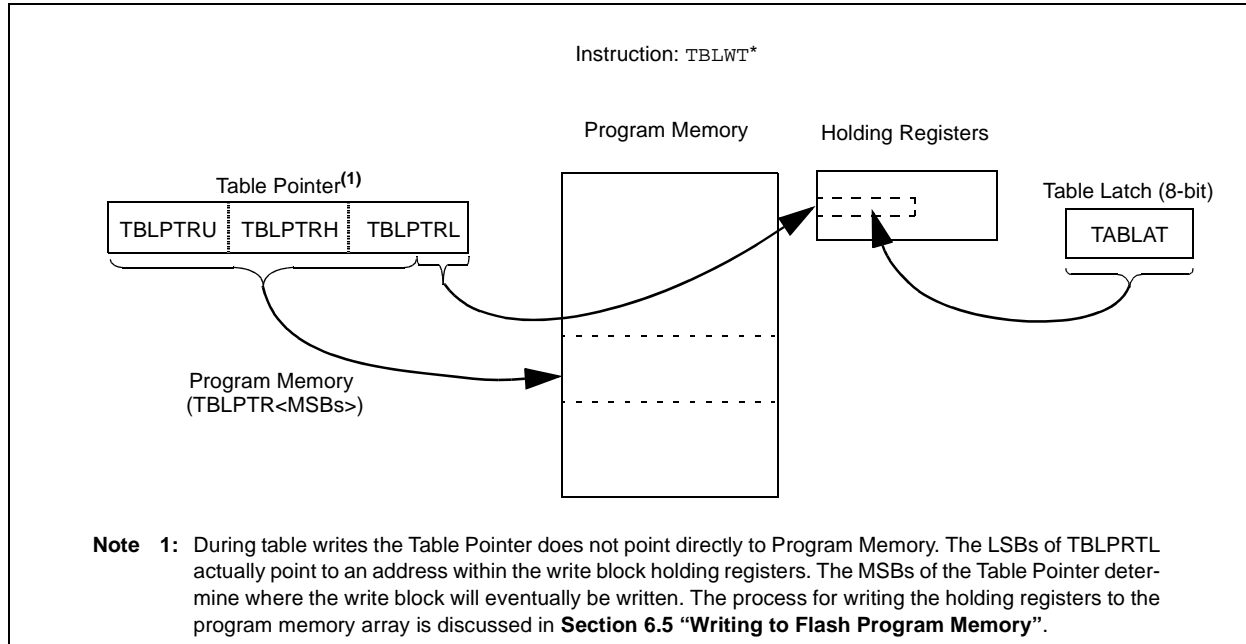 Instruction: TBLWT*
Program Memory
Holding Registers
Table Pointer(1)
Table Latch (8-bit)
TBLPTRU TBLPTRH TBLPTRL
TABLAT
Program Memory
(TBLPTR<MSBs>)
Note 1: During table writes the Table Pointer does not point directly to Program Memory. The LSBs of TBLPRTL
actually point to an address within the write block holding registers. The MSBs of the Table Pointer deter-
mine where the write block will eventually be written. The process for writing the holding registers to the
program memory array is discussed in Section 6.5 “Writing to Flash Program Memory”.